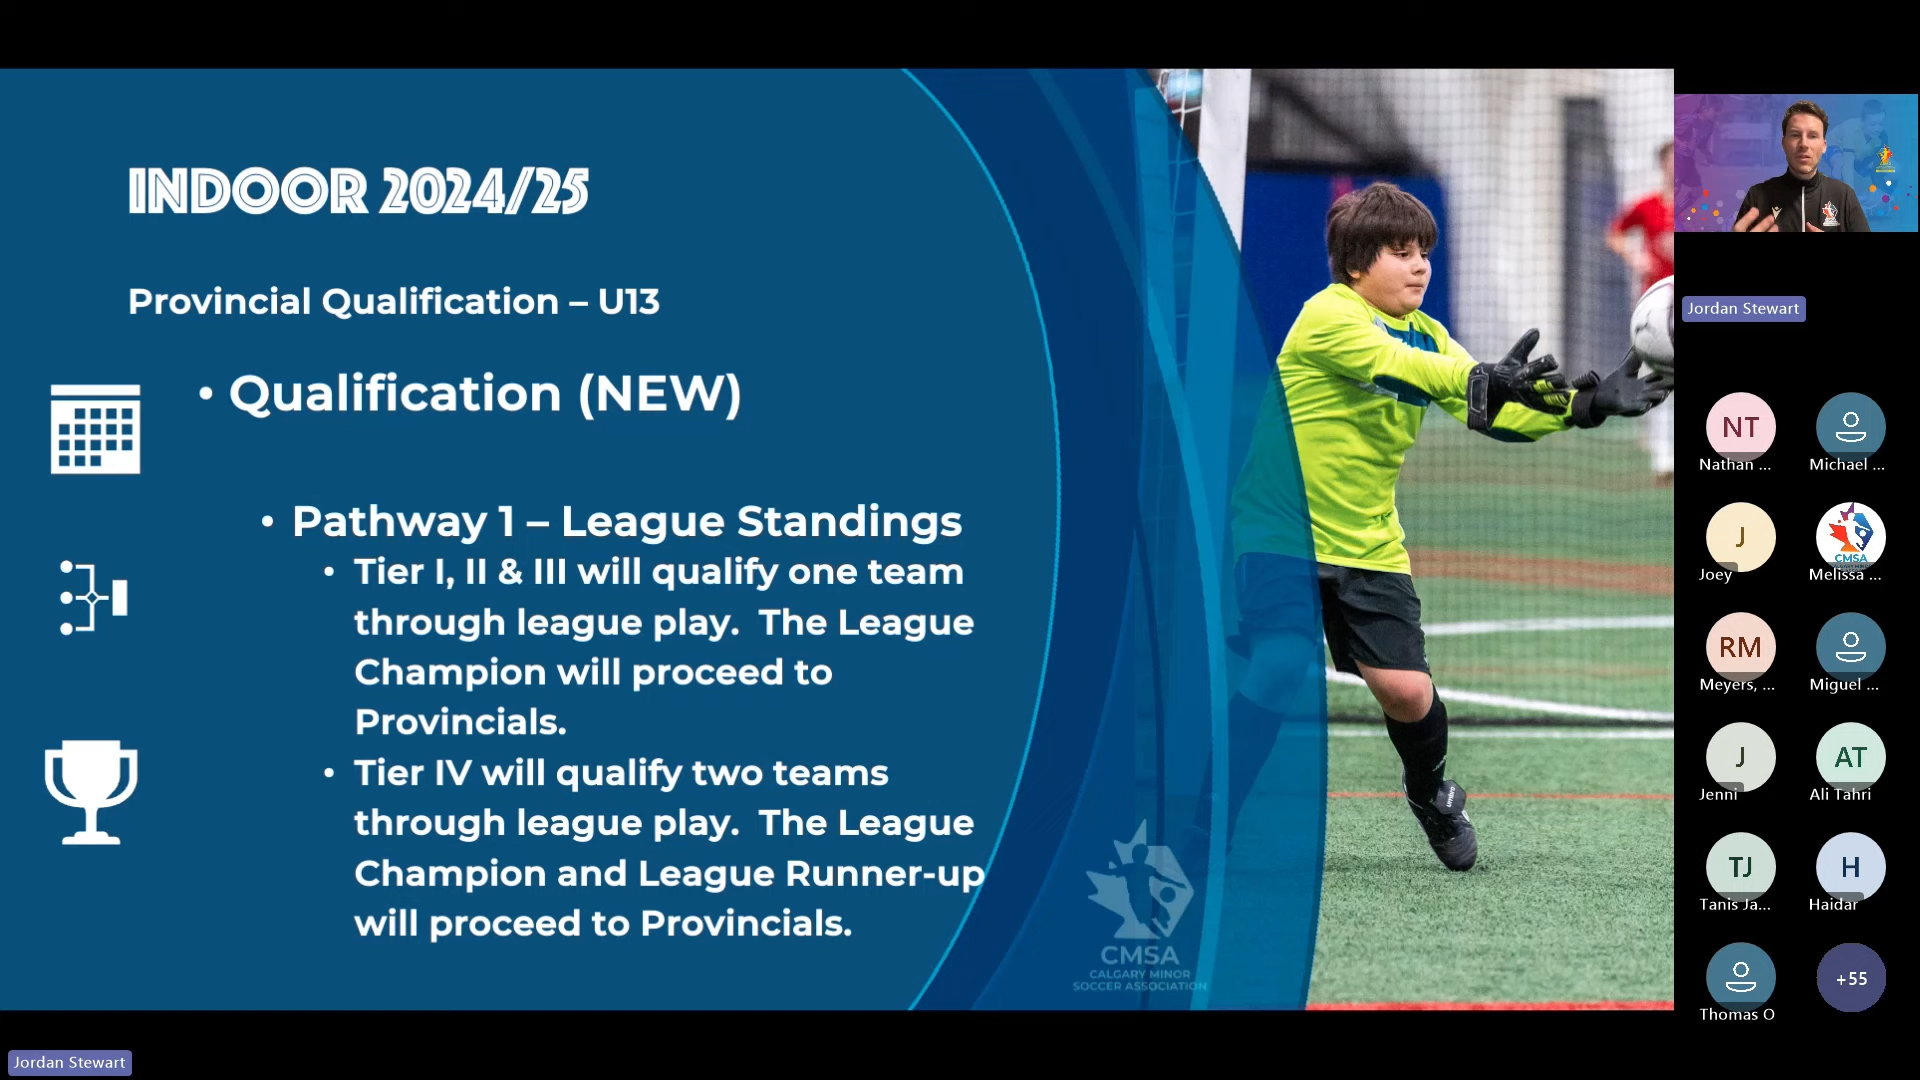 INDOOR 2024/25
Provincial Qualification – U13
• Qualification (NEW)
• Pathway 1 – League Standings
• Tier I, II & III will qualify one team
through league play. The League
Champion will proceed to
Provincials.
• Tier IV will qualify two teams
through league play. The League
Champion and League Runner-up
will proceed to Provincials.
CMSA
CALGARY MINOR
SOCCER ASSOCIATION
umbro
Jordan Stewart
NT
Nathan ...
Michael ...
J
Joey
CMSA
Melissa ...
RM
Meyers, ...
Miguel ...
J
Jenni
AT
Ali Tahri
TJ
Tanis Ja...
H
Haidar
Thomas O
+55
Jordan Stewart